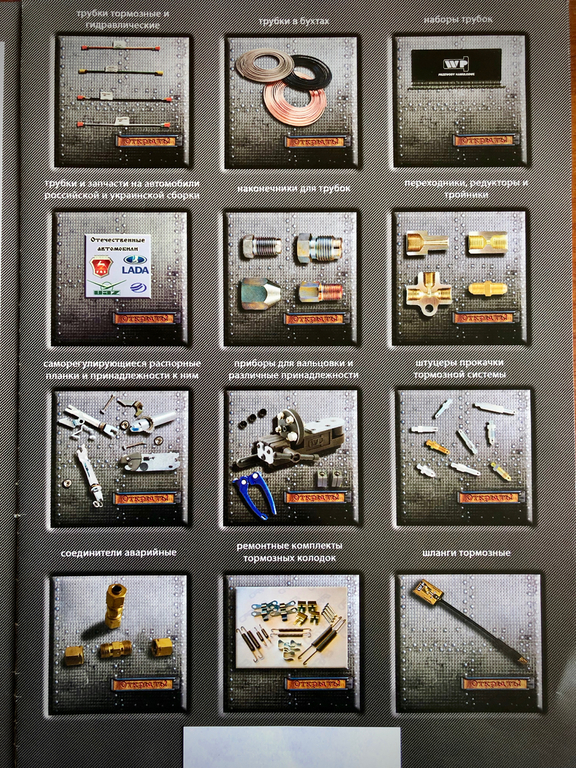 трубки тормозные и
гидравлические
трубки в бухтах
наборы трубок
ОТКРЫТЬ!
ОТКРЫТЬ!
WP
ОТКРЫТЬ!
трубки и запчасти на автомобили
российской и украинской сборки
наконечники для трубок
переходники, редукторы и
тройники
Отечественные
автомобили
LADA
УАЗ
ОТКРЫТЬ!
ОТКРЫТЬ!
ОТКРЫТЬ!
саморегулирующиеся распорные
планки и принадлежности к ним
приборы для вальцовки и
различные принадлежности
штуцеры прокачки
тормозной системы
ОТКРЫТЬ!
ОТКРЫТЬ!
ОТКРЫТЬ!
соединители аварийные
ремонтные комплекты
тормозных колодок
шланги тормозные
ОТКРЫТЬ!
ОТКРЫТЬ!
ОТКРЫТЬ!